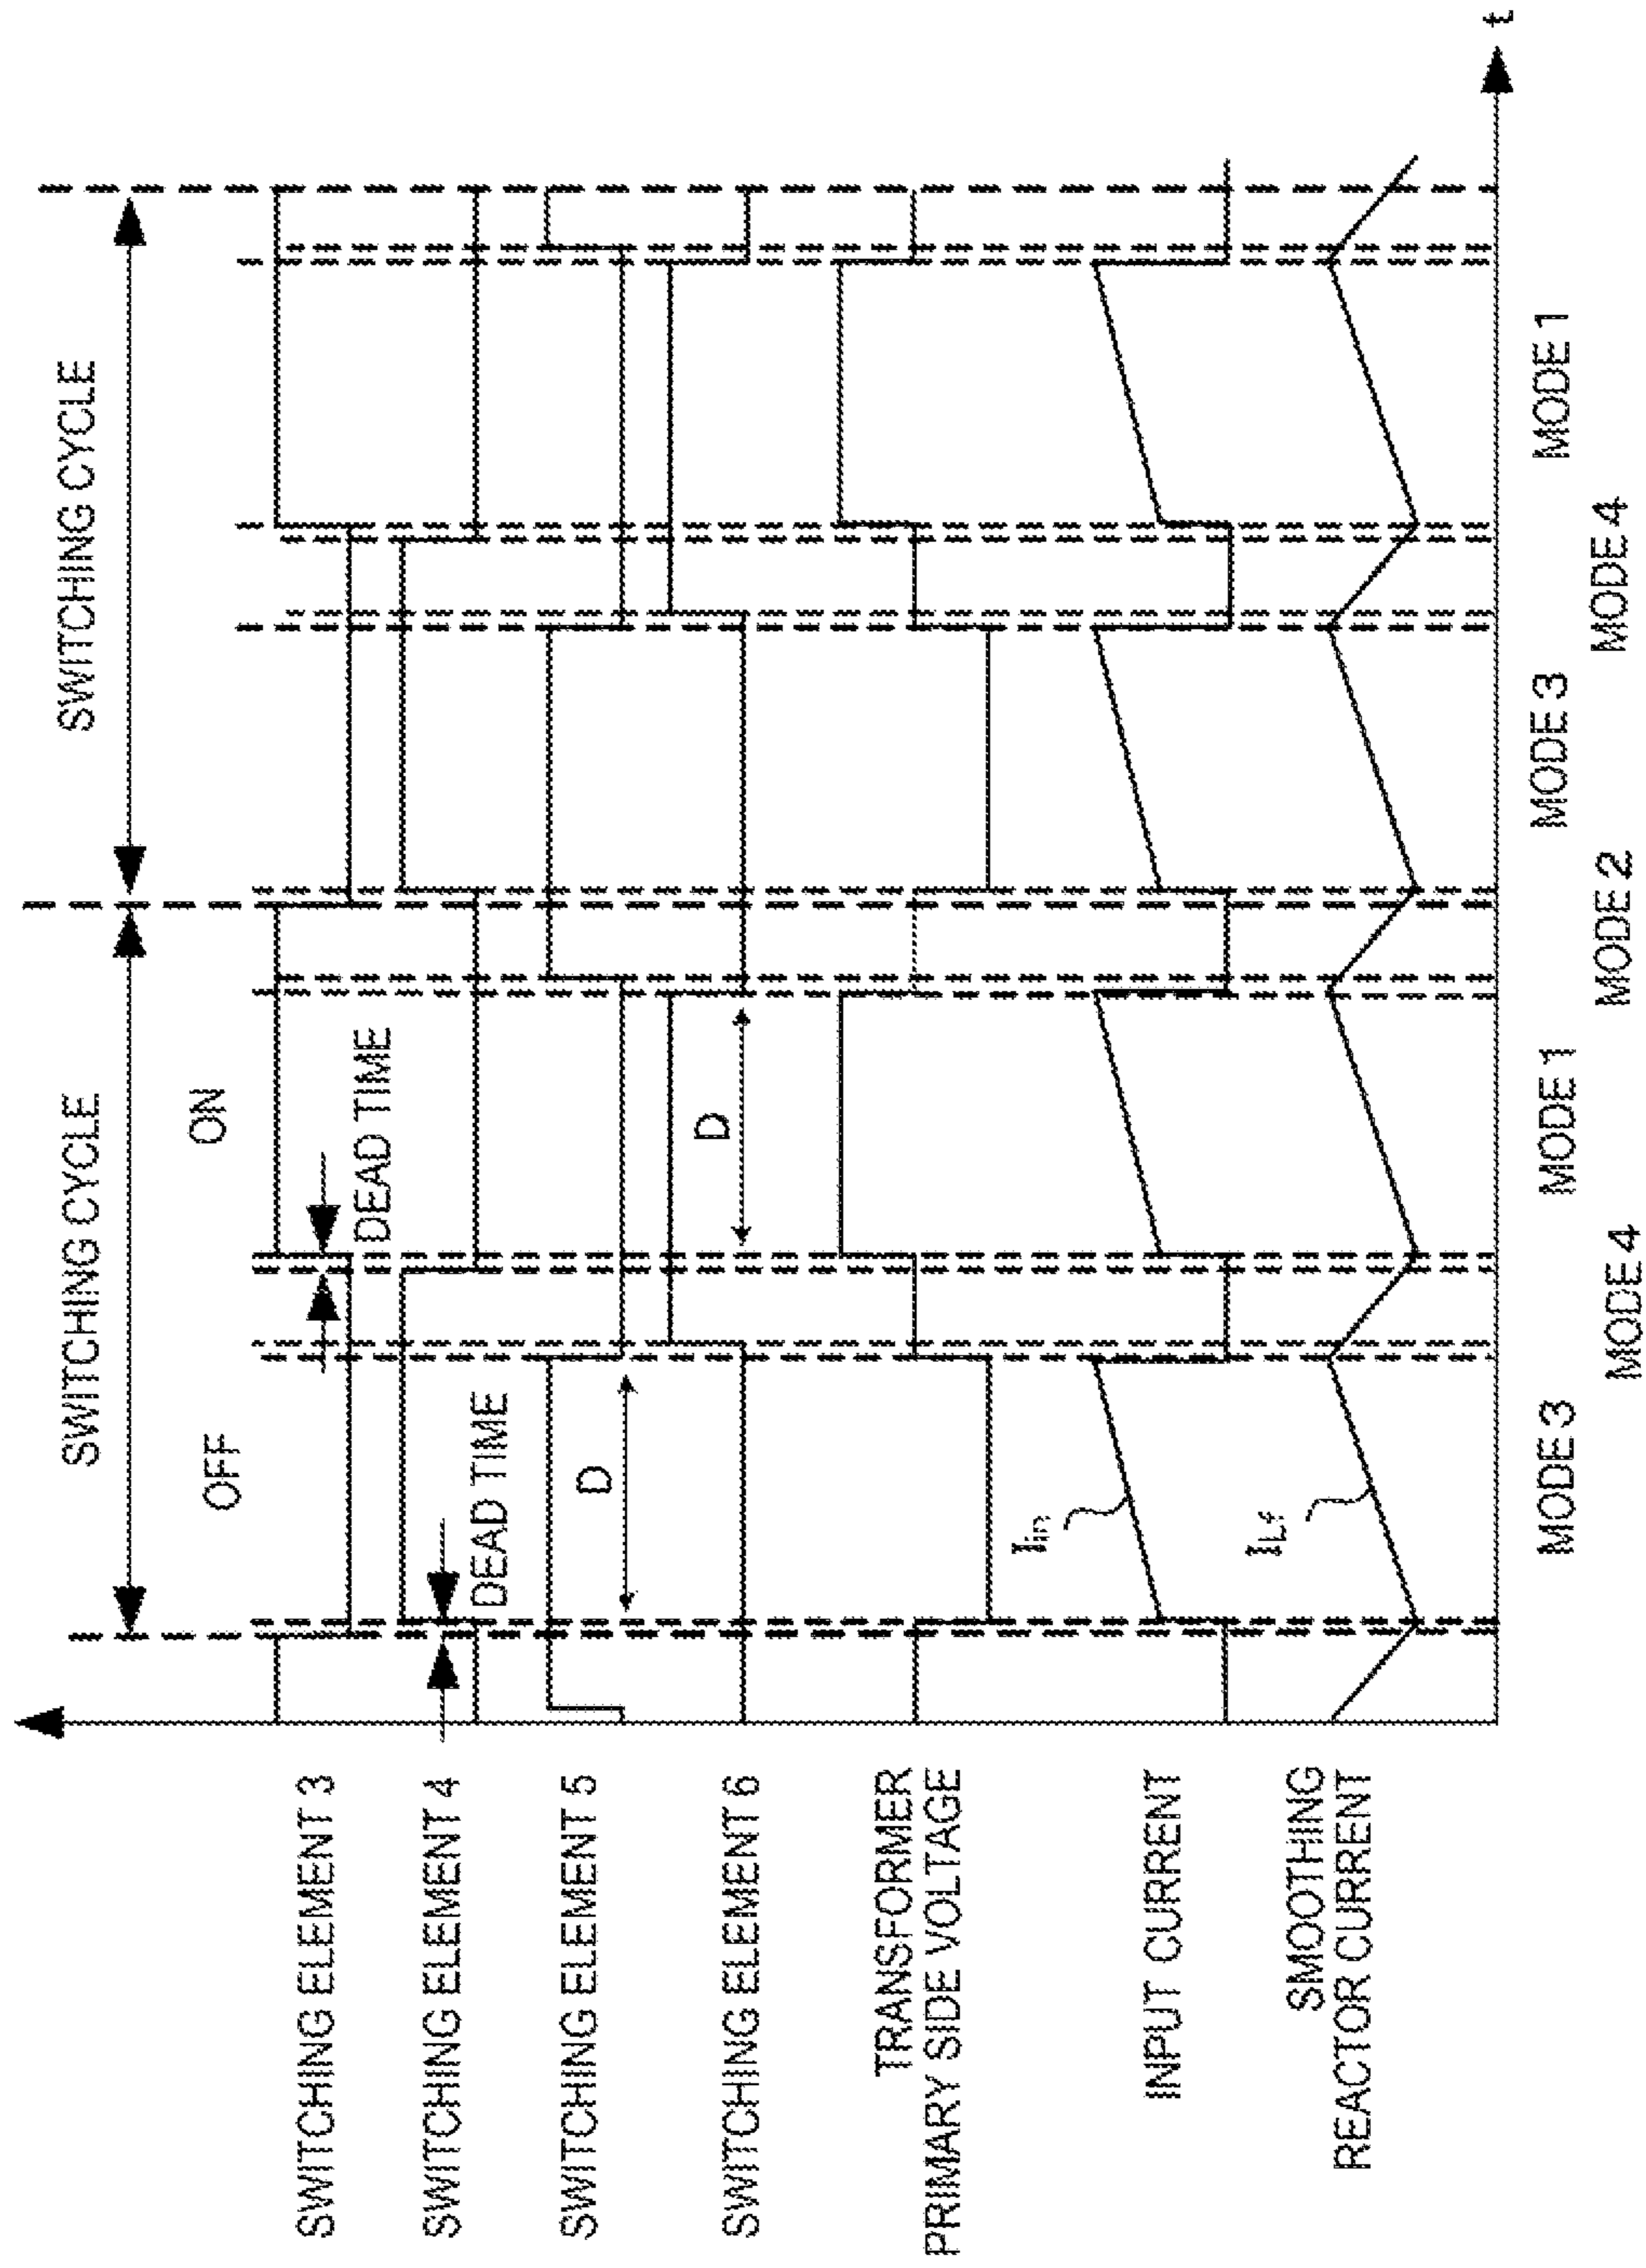 SWITCHING CYCLE
SWITCHING CYCLE
OFF
ON
SWITCHING ELEMENT 3
DEAD TIME
SWITCHING ELEMENT 4
DEAD TIME
SWITCHING ELEMENT 5
D
SWITCHING ELEMENT 6
D
TRANSFORMER
PRIMARY SIDE VOLTAGE
Iin
INPUT CURRENT
ILf
SMOOTHING
REACTOR CURRENT
t
MODE 3
MODE 4
MODE 1
MODE 2
MODE 3
MODE 4
MODE 1